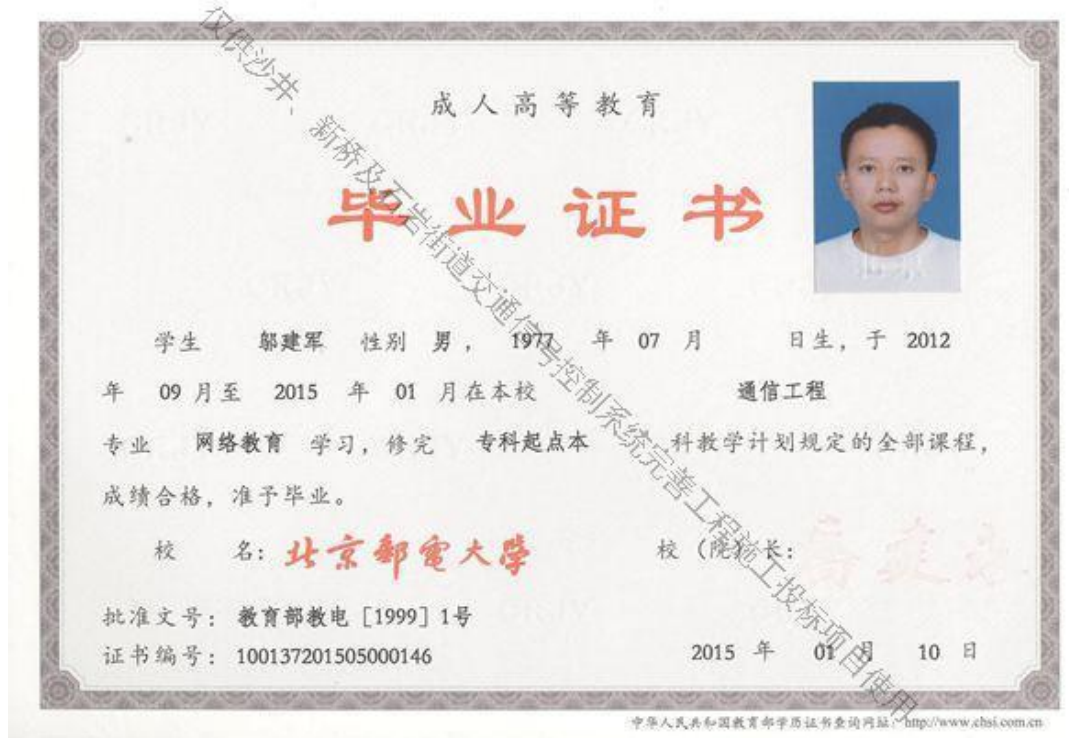 成人高等教育
毕业证书
学生 邬建军 性别 男, 1977 年 07 月 日生, 于 2012
年 09 月至 2015 年 01 月在本校 通信工程
专业 网络教育 学习, 修完 专科起点本 科教学计划规定的全部课程,
成绩合格, 准予毕业。
校 名: 北京郵電大學 校(院)长:
批准文号: 教育部教电［1999］1号
证书编号: 100137201505000146 2015 年 01 月 10 日
中华人民共和国教育部学历证书查询网址: http://www.chsi.com.cn
仅供沙井、新桥及石岩街道交通信号控制系统完善工程施工投标项目使用